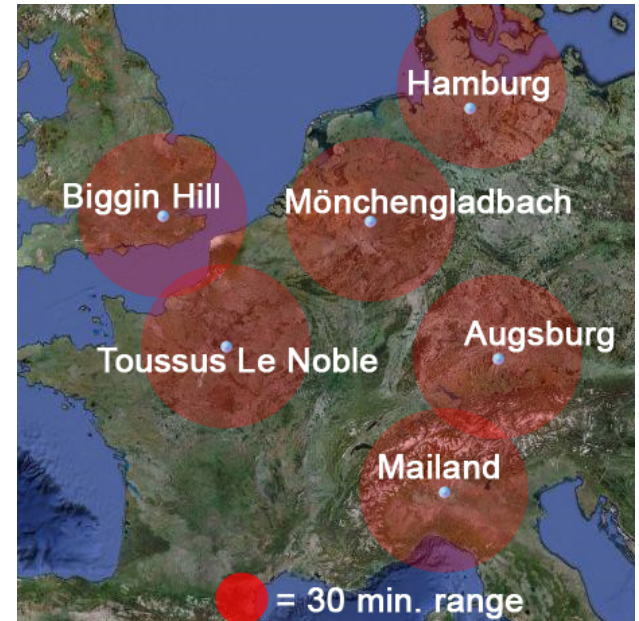 Hamburg
Biggin Hill
Mönchengladbach
Augsburg
Toussus Le Noble
Mailand
= 30 min. range